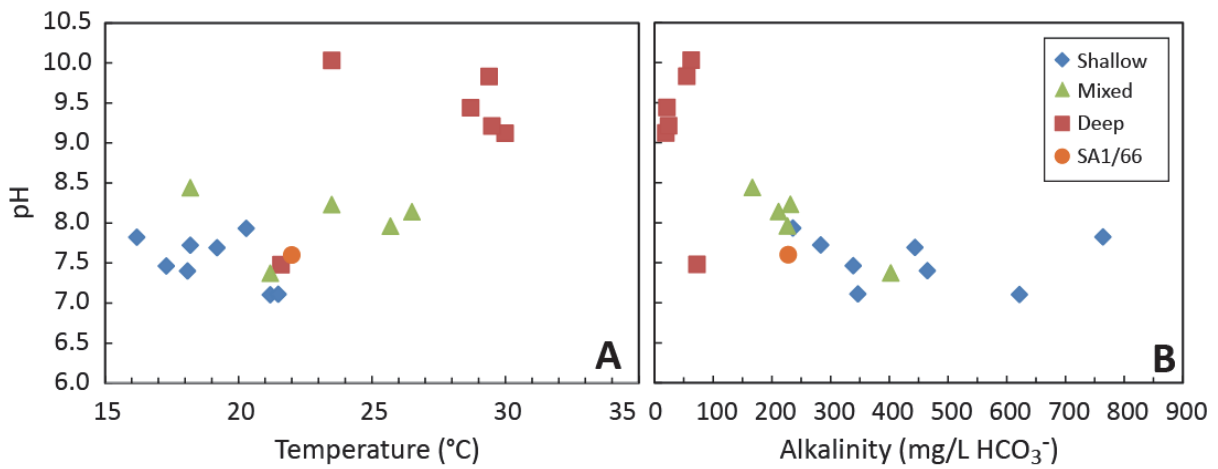 10.5
10.0
9.5
9.0
8.5
8.0
7.5
7.0
6.5
6.0
pH
15
20
25
30
35
Temperature (°C)
A
Shallow
Mixed
Deep
SA1/66
B
0
100
200
300
400
500
600
700
800
900
Alkalinity (mg/L HCO₃⁻)